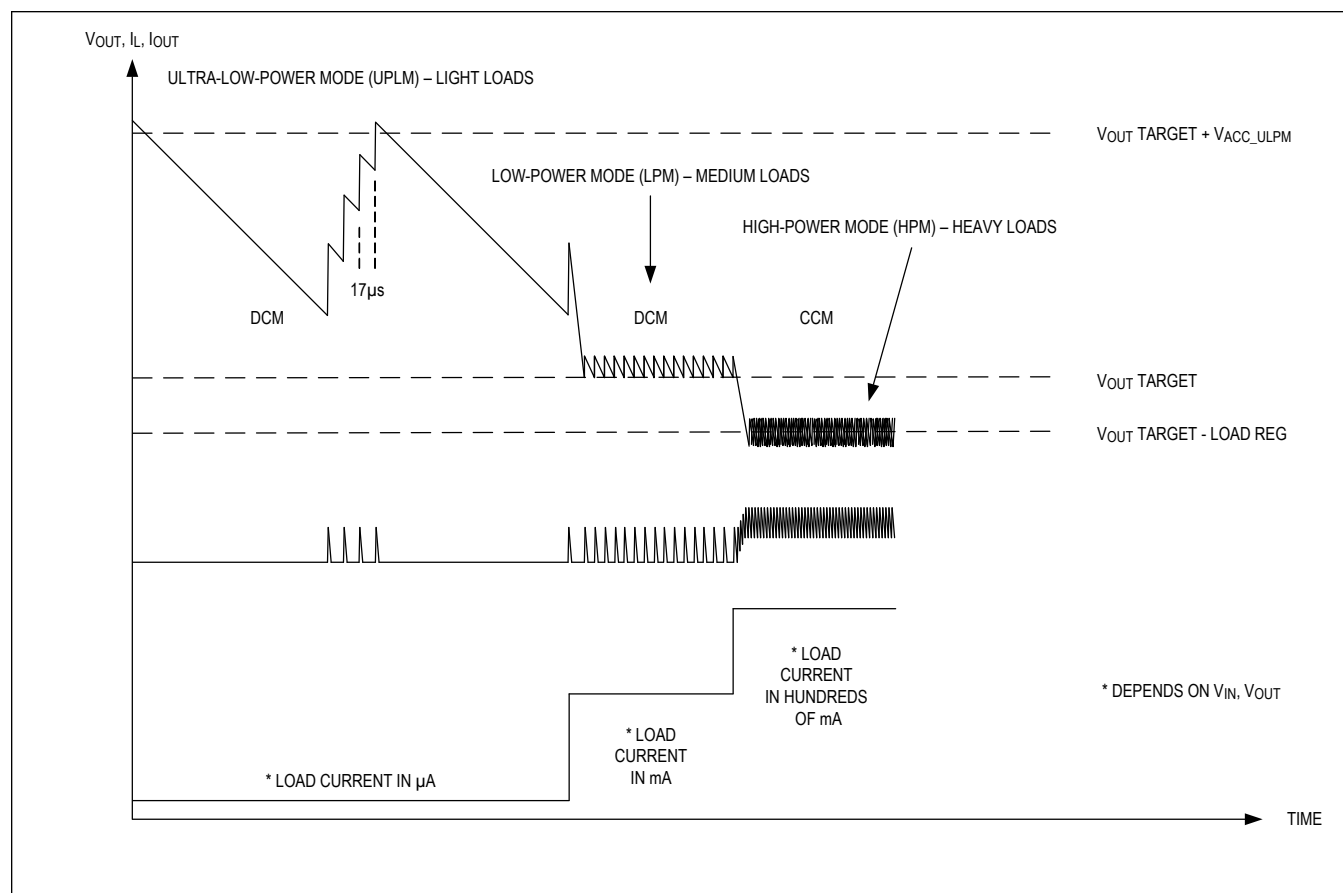 VOUT, IL, IOUT
ULTRA-LOW-POWER MODE (UPLM) – LIGHT LOADS
VOUT TARGET + VACC_ULPM
LOW-POWER MODE (LPM) – MEDIUM LOADS
HIGH-POWER MODE (HPM) – HEAVY LOADS
17µs
DCM
DCM
CCM
VOUT TARGET
VOUT TARGET - LOAD REG
* LOAD
CURRENT
IN HUNDREDS
OF mA
* DEPENDS ON VIN, VOUT
* LOAD
CURRENT
IN mA
* LOAD CURRENT IN µA
TIME